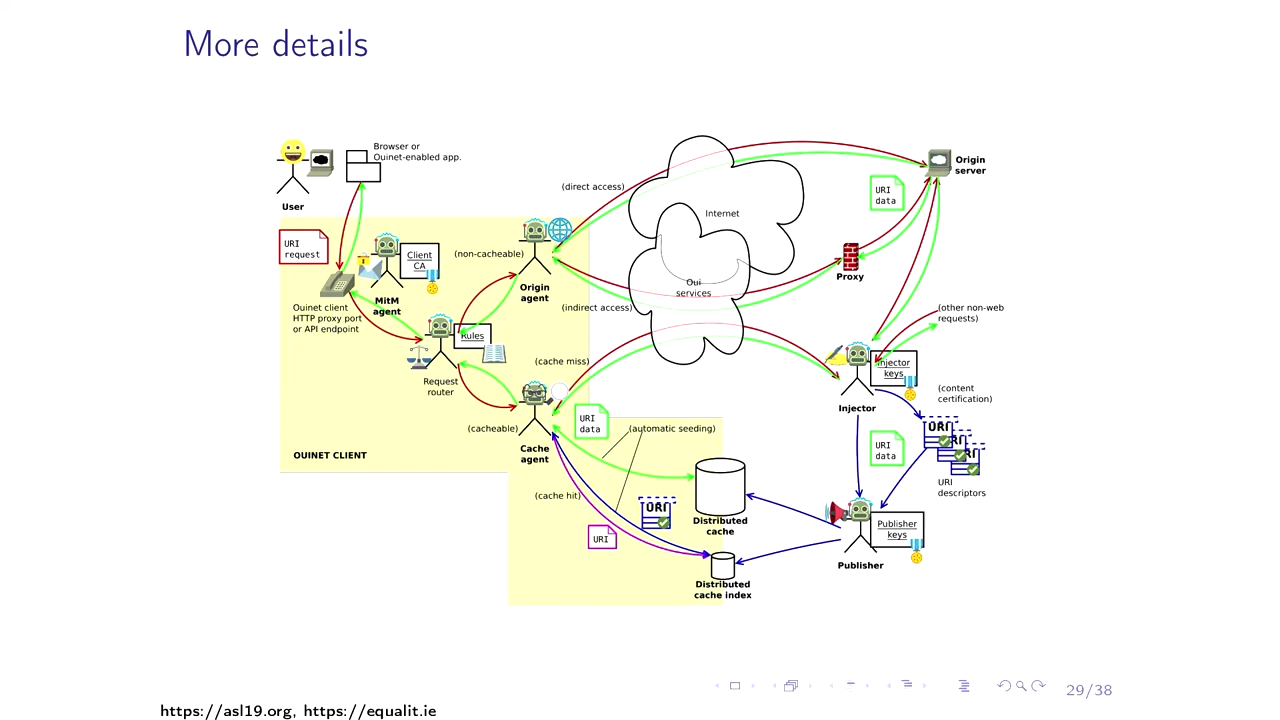 More details
Browser or
Ouinet-enabled app.
User
URI
request
Client
CA
MitM
agent
Ouinet client
HTTP proxy port
or API endpoint
Rules
Request
router
(non-cacheable)
Origin
agent
(cacheable)
Cache
agent
OUINET CLIENT
(direct access)
Internet
Oui
services
(indirect access)
(cache miss)
URI
data
Origin
server
URI
data
Proxy
(other non-web
requests)
Injector
keys
Injector
(content
certification)
URI
data
URI
URI
descriptors
(automatic seeding)
(cache hit)
URI
URI
Distributed
cache
Distributed
cache index
Publisher
keys
Publisher
29/38
https://asl19.org, https://equalit.ie